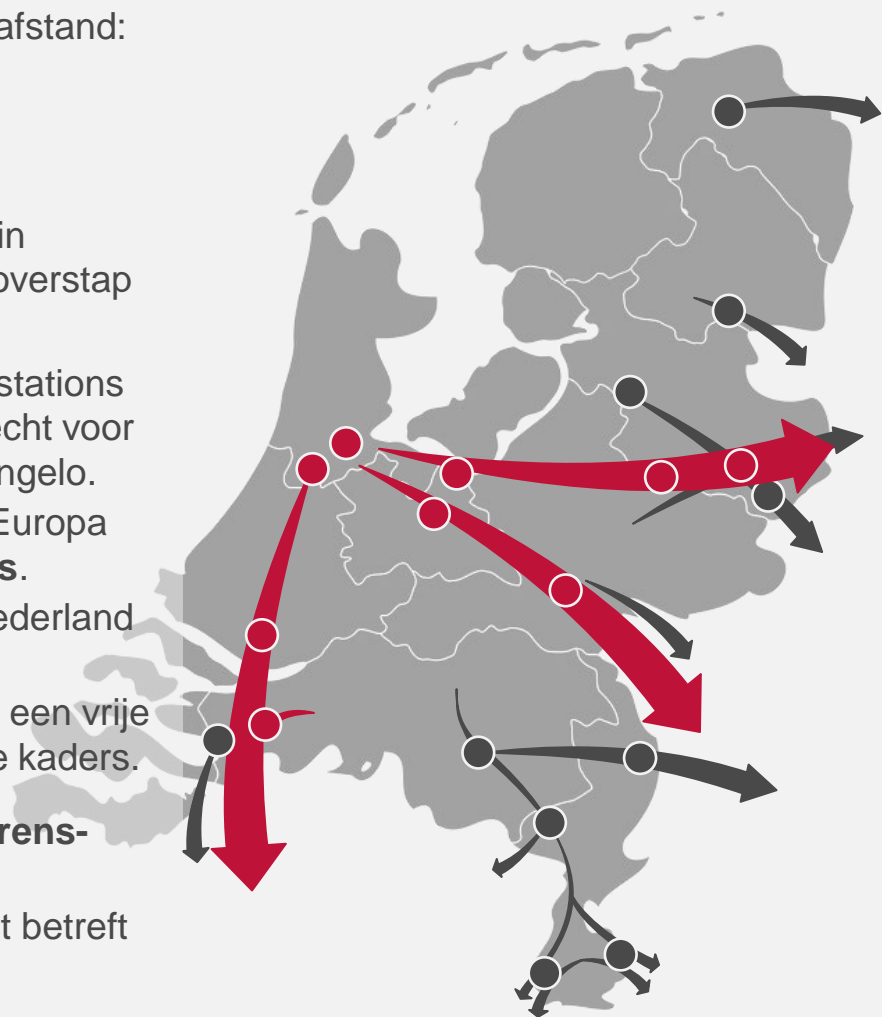 afstand:
in
overstap
stations
echt voor
ngelo.
Europa
s.
ederland
een vrije
e kaders.
rens-
t betreft